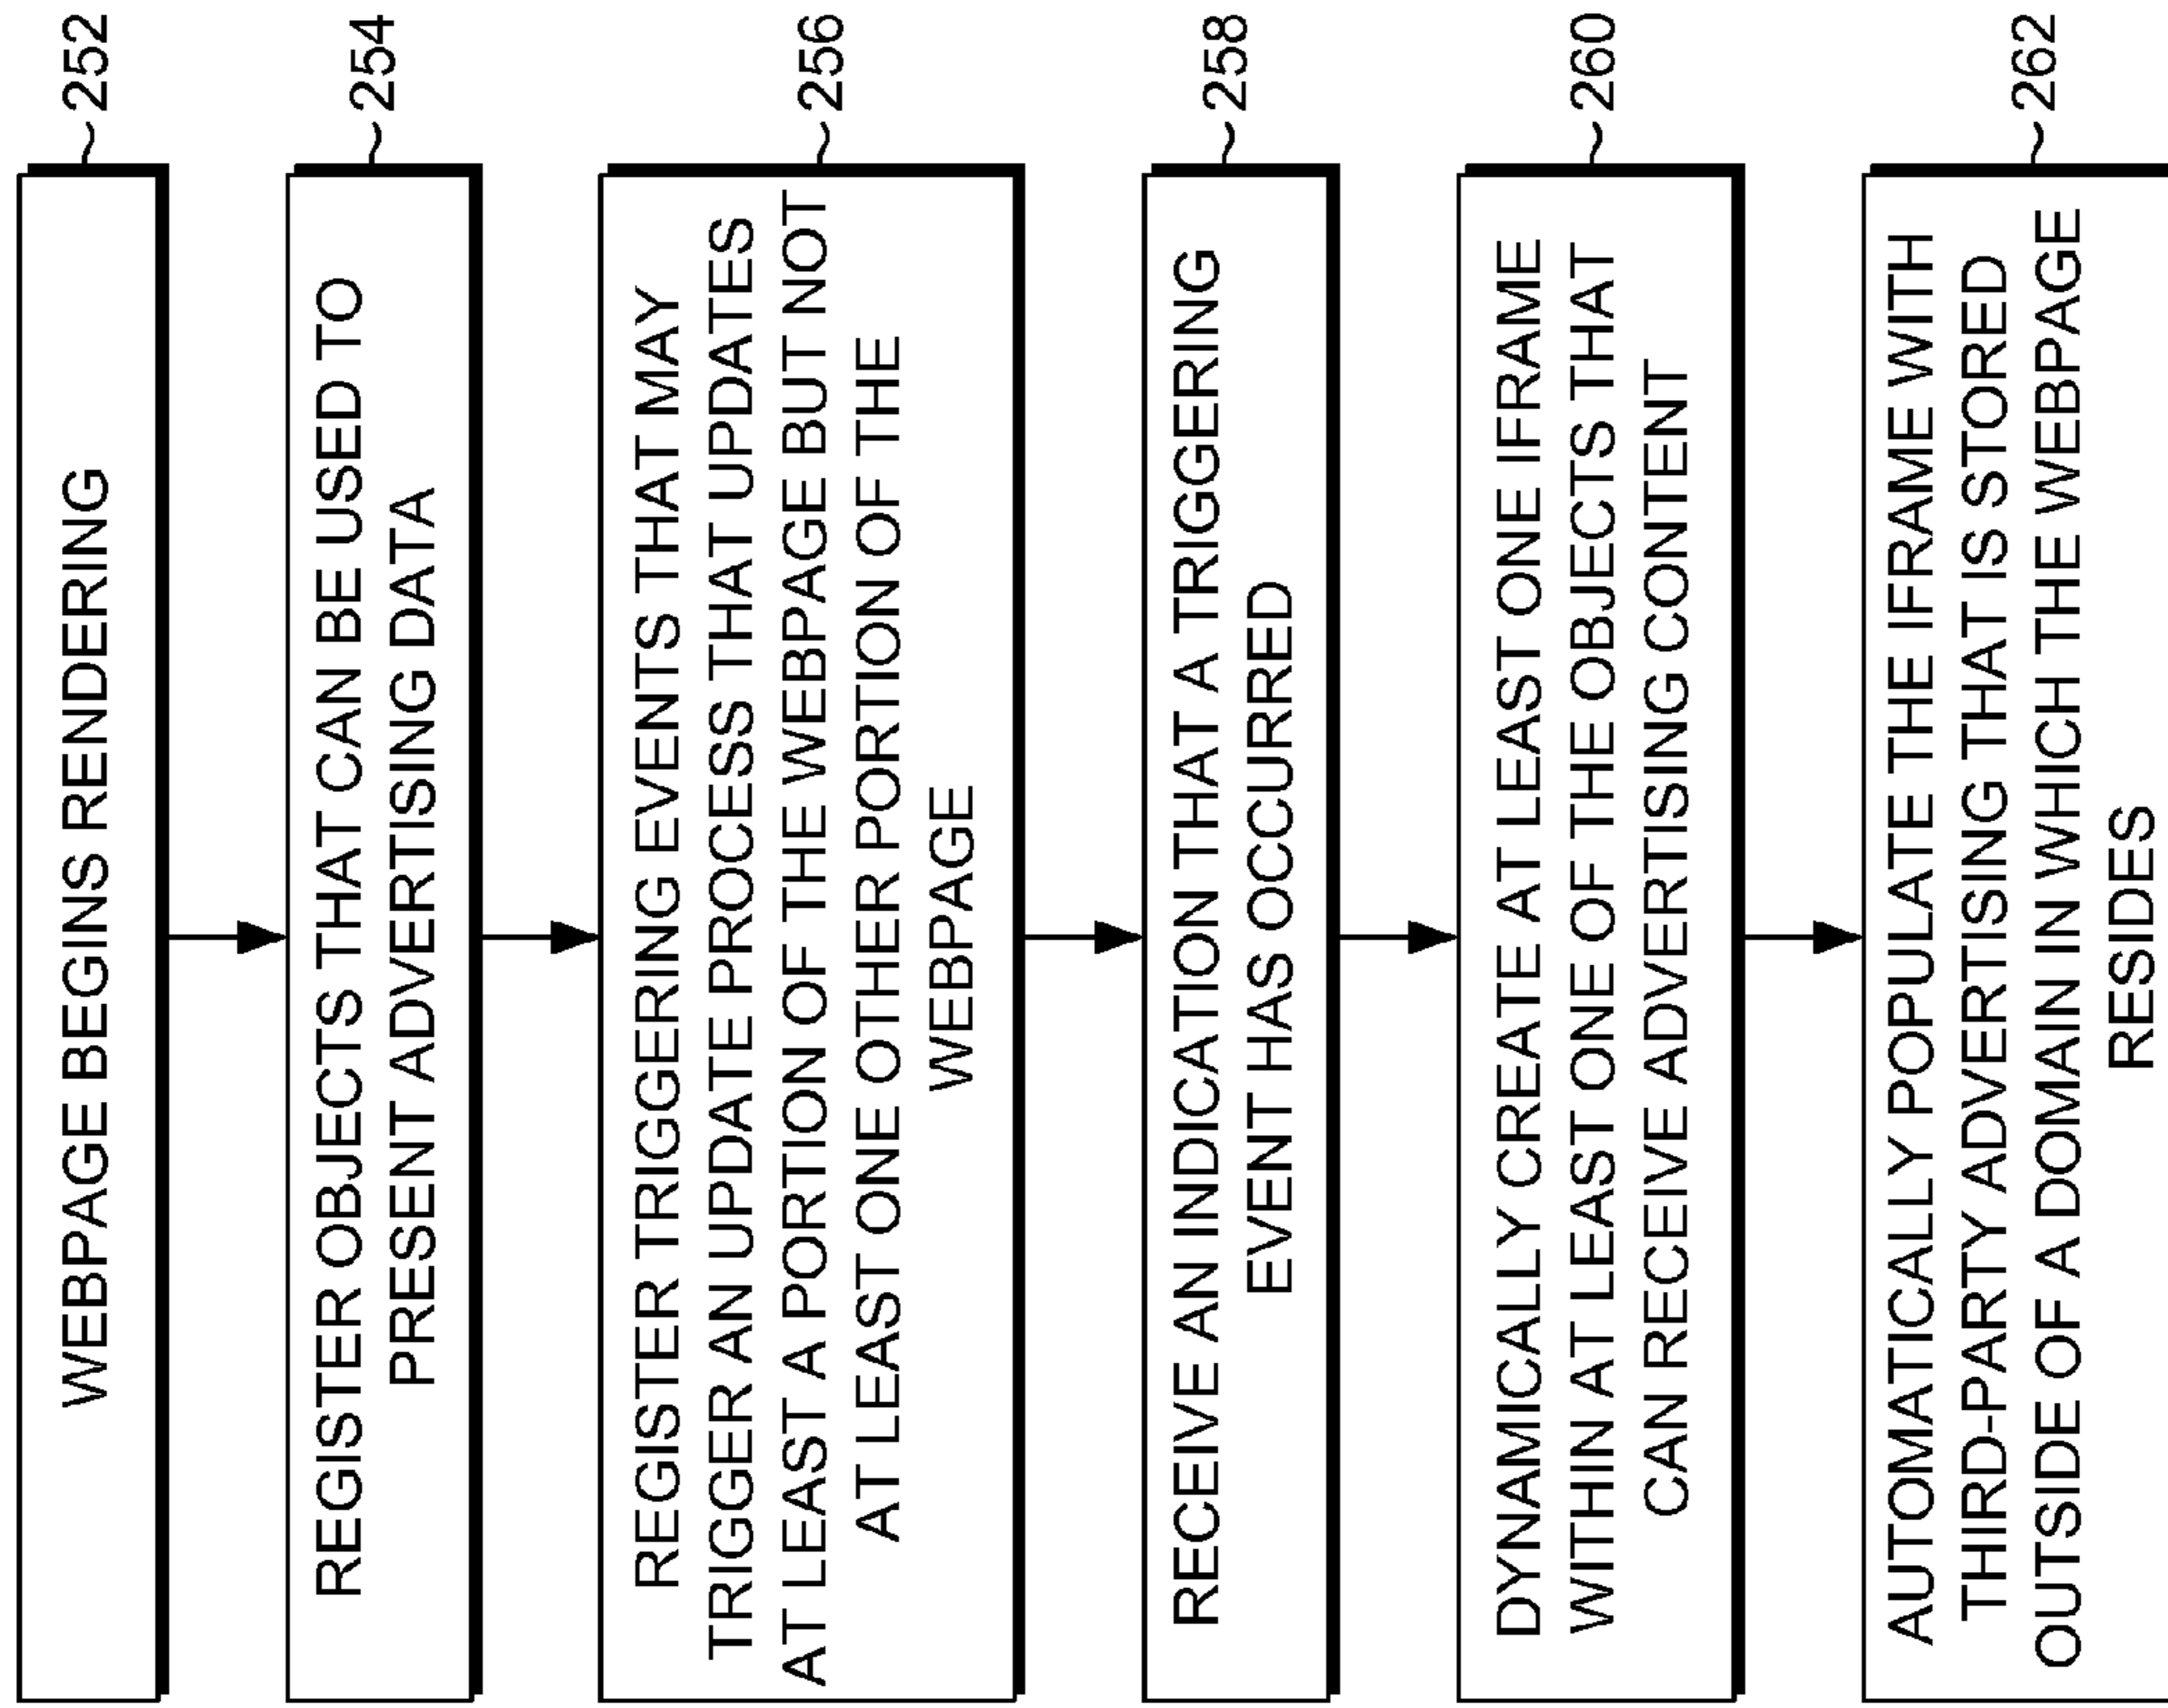 WEBPAGE BEGINS RENDERING
~252
REGISTER OBJECTS THAT CAN BE USED TO
PRESENT ADVERTISING DATA
~254
REGISTER TRIGGERING EVENTS THAT MAY
TRIGGER AN UPDATE PROCESS THAT UPDATES
AT LEAST A PORTION OF THE WEBPAGE BUT NOT
AT LEAST ONE OTHER PORTION OF THE
WEBPAGE
~256
RECEIVE AN INDICATION THAT A TRIGGERING
EVENT HAS OCCURRED
~258
DYNAMICALLY CREATE AT LEAST ONE IFRAME
WITHIN AT LEAST ONE OF THE OBJECTS THAT
CAN RECEIVE ADVERTISING CONTENT
~260
AUTOMATICALLY POPULATE THE IFRAME WITH
THIRD-PARTY ADVERTISING THAT IS STORED
OUTSIDE OF A DOMAIN IN WHICH THE WEBPAGE
RESIDES
~262